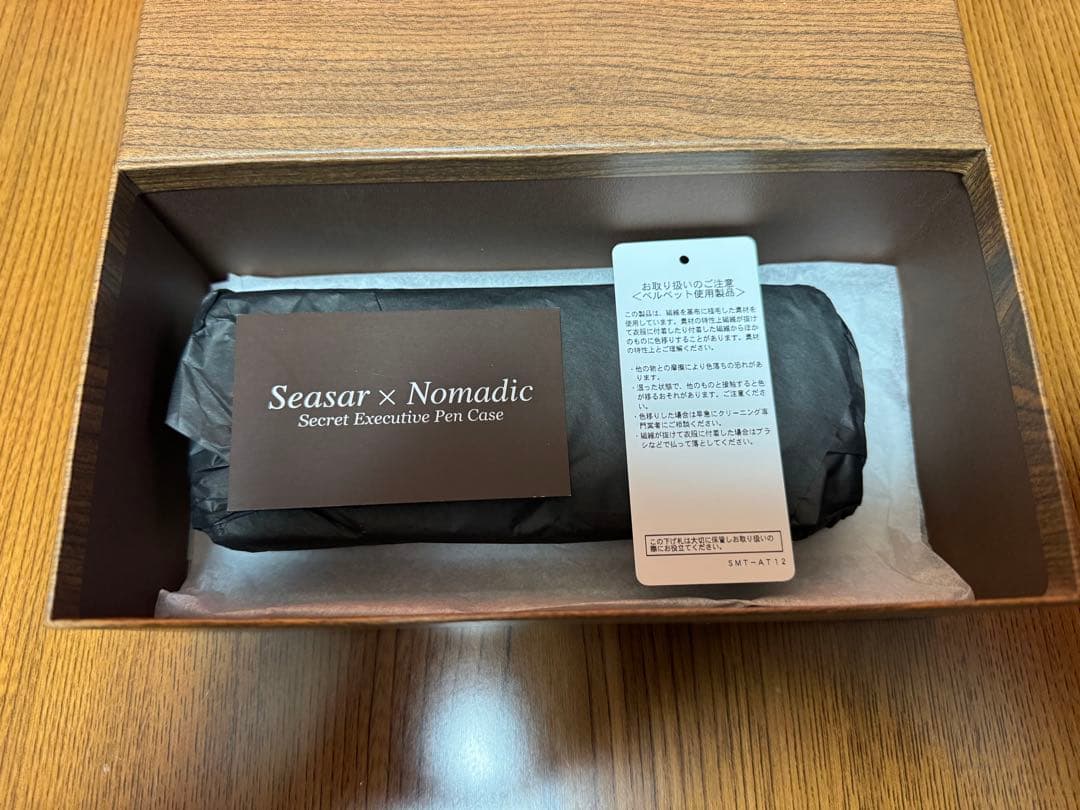 Seasar × Nomadic
Secret Executive Pen Case
お取り扱いのご注意
＜ベルベット使用製品＞
この製品は、繊維を基布に植毛した素材を
使用しています。素材の特性上繊維が抜け
て衣服に付着したり付着した繊維からほか
のものに色移りすることがあります。素材
の特性上とご理解ください。
・他の物との摩擦により色落ちの恐れがあ
ります。
・湿った状態で、他のものと接触すると色
が移るおそれがあります。ご注意くださ
い。
・色移りした場合は早急にクリーニング専
門業者にご相談ください。
・繊維が抜けて衣服に付着した場合はブラ
シなどで払って落としてください。
この下げ札は大切に保管しお取り扱いの
際にお役立てください。
SMT-AT12